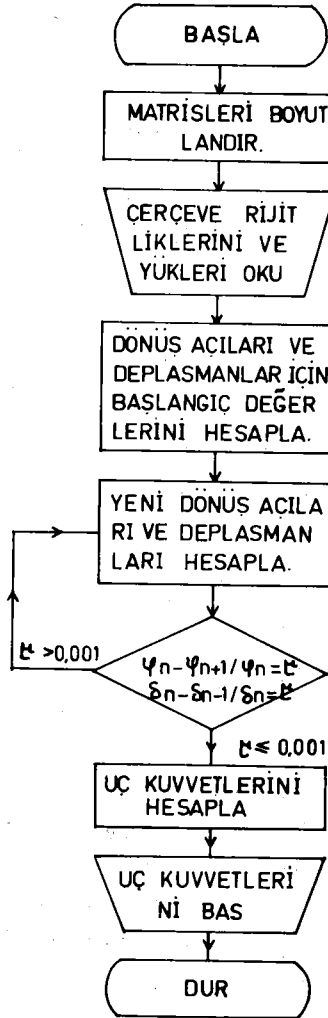 BAŞLA
MATRİSLERİ BOYUT
LANDIR.
ÇERÇEVE RİJİT
LİKLERİNİ VE
YÜKLERİ OKU
DÖNÜŞ AÇILARI VE
DEPLASMANLAR İÇİN
BAŞLANGIÇ DEĞER
LERİNİ HESAPLA.
YENİ DÖNÜŞ AÇILA
RI VE DEPLASMAN
LARI HESAPLA.
>0,001
φn-φn+1/φn=
δn-δn-1/δn=
≤ 0,001
UÇ KUVVETLERİNİ
HESAPLA
UÇ KUVVETLERİ
Nİ BAS
DUR